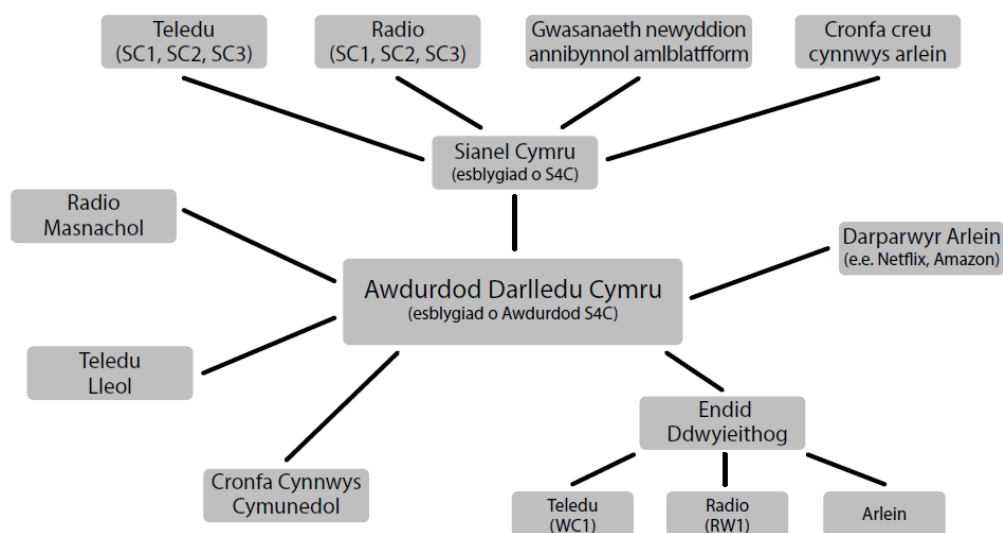 Teledu
(SC1, SC2, SC3)
Radio
(SC1, SC2, SC3)
Gwasanaeth newyddion
annibynnol amlblatfform
Cronfa creu
cynnwys arlein
Sianel Cymru
(esblygiad o S4C)
Radio
Masnachol
Darparwyr Arlein
(e.e. Netflix, Amazon)
Awdurdod Darlledu Cymru
(esblygiad o Awdurdod S4C)
Teledu
Lleol
Endid
Ddwyieithog
Cronfa Cynnwys
Cymunedol
Teledu
(WC1)
Radio
(RW1)
Arlein